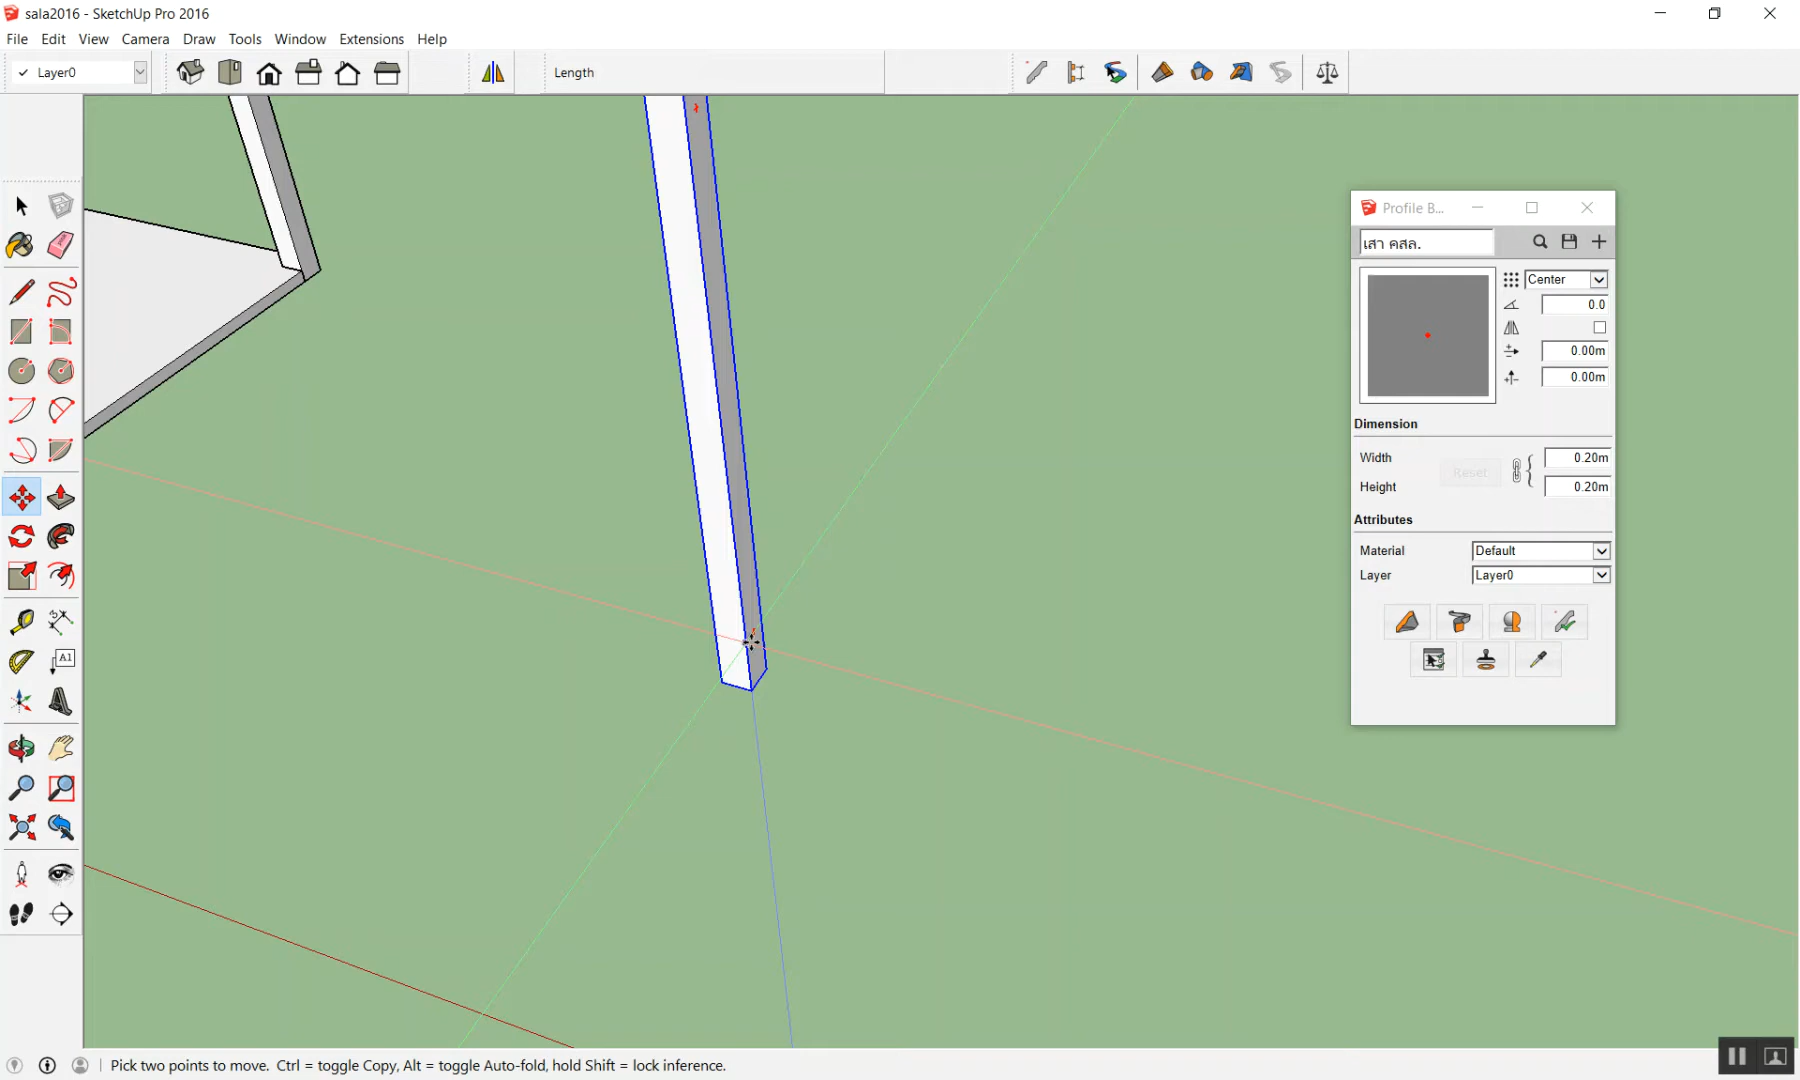 sala2016 - SketchUp Pro 2016
File Edit View Camera Draw Tools Window Extensions Help
✓ Layer0
Length
Profile B...
เสา คสล.
Center
0.0
0.00m
0.00m
Dimension
Width 0.20m
Reset
Height 0.20m
Attributes
Material Default
Layer Layer0
A1
Pick two points to move. Ctrl = toggle Copy, Alt = toggle Auto-fold, hold Shift = lock inference.